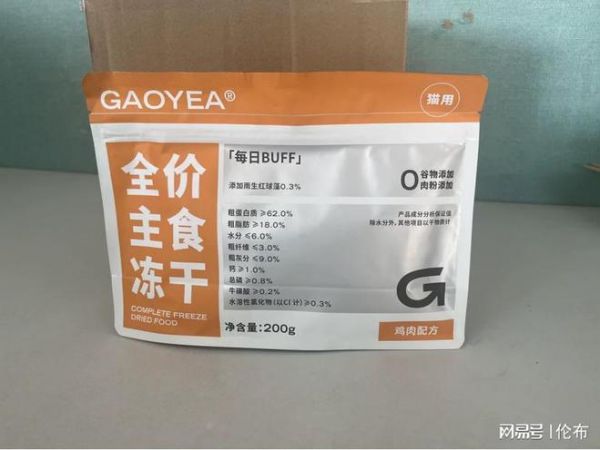 GAOYEA®
猫用
全价
主食
冻干
COMPLETE FREEZE
DRIED FOOD
「每日BUFF」
添加雨生红球藻0.3%
0谷物添加
肉粉添加
粗蛋白质≥62.0%
粗脂肪≥18.0%
水分≤6.0%
粗纤维≤3.0%
粗灰分≤9.0%
钙≥1.0%
总磷≥0.8%
牛磺酸≥0.2%
水溶性氯化物(以Cl⁻计)≥0.3%
产品成分分析保证值
除水分外,其他项目以干物质计
净含量:200g
G
鸡肉配方
网易号|伦布